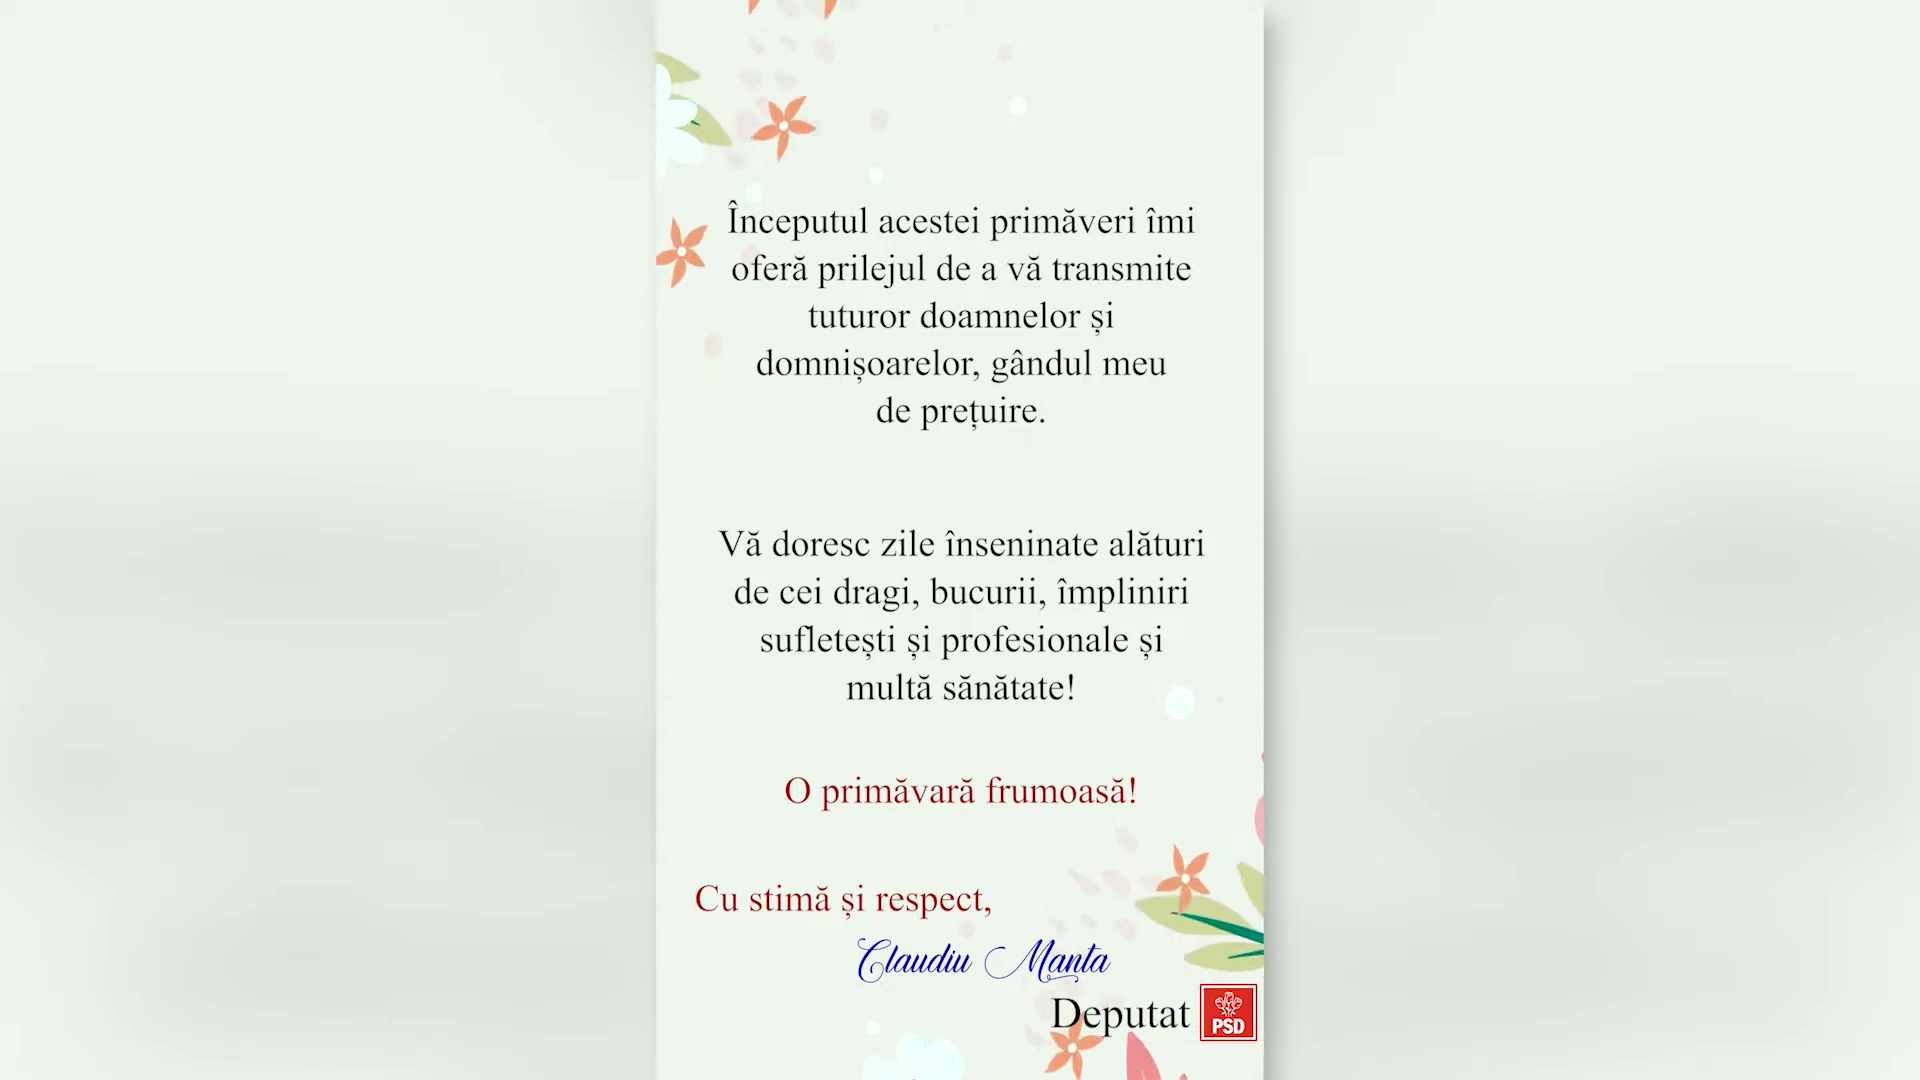 Începutul acestei primăveri îmi
oferă prilejul de a vă transmite
tuturor doamnelor și
domnișoarelor, gândul meu
de prețuire.
Vă doresc zile înseninate alături
de cei dragi, bucurii, împliniri
sufletești și profesionale și
multă sănătate!
O primăvară frumoasă!
Cu stimă și respect,
Claudiu Manta
Deputat PSD